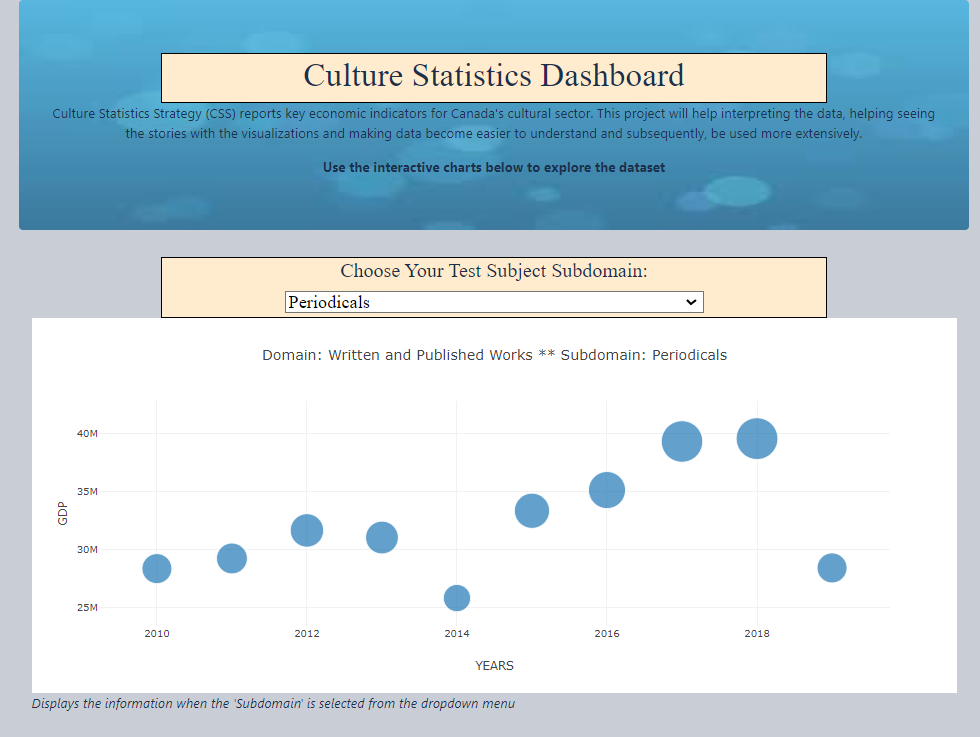 Culture Statistics Dashboard
Culture Statistics Strategy (CSS) reports key economic indicators for Canada's cultural sector. This project will help interpreting the data, helping seeing
the stories with the visualizations and making data become easier to understand and subsequently, be used more extensively.
Use the interactive charts below to explore the dataset
Choose Your Test Subject Subdomain:
Periodicals
Domain: Written and Published Works ** Subdomain: Periodicals
40M
35M
30M
25M
GDP
2010 2012 2014 2016 2018
YEARS
Displays the information when the 'Subdomain' is selected from the dropdown menu